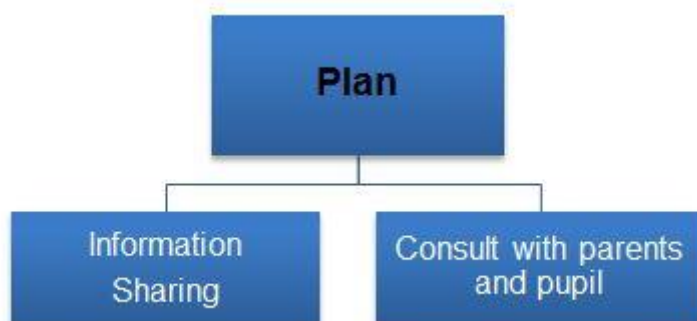 Plan
Information
Sharing
Consult with parents
and pupil